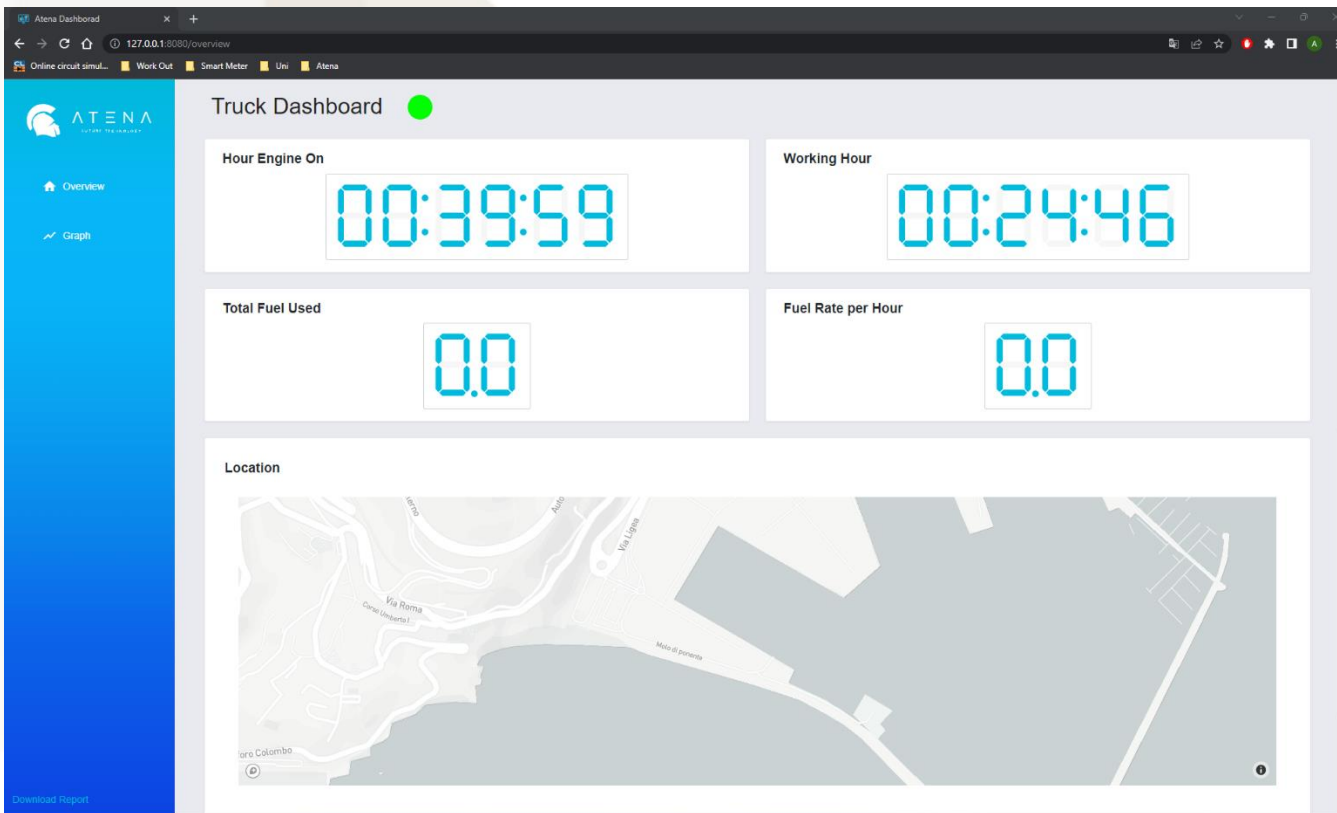 Atena Dashborad
127.0.0.1:8080/overview
Online circuit simul... Work Out Smart Meter Uni Atena
ATENA
FUTURE TECHNOLOGY
Truck Dashboard
Overview
Graph
Hour Engine On
00:39:59
Working Hour
00:24:46
Total Fuel Used
0.0
Fuel Rate per Hour
0.0
Location
Auto
Via Ligea
Via Roma
Corso Umberto I
Molo di ponente
Foro Colombo
Download Report